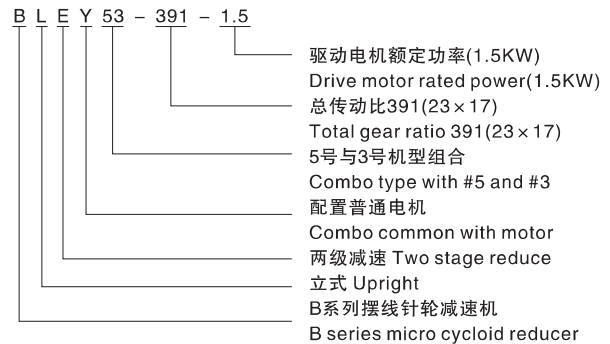 B L E Y 53 - 391 - 1.5
驱动电机额定功率(1.5KW)
Drive motor rated power(1.5KW)
总传动比391(23×17)
Total gear ratio 391(23×17)
5号与3号机型组合
Combo type with #5 and #3
配置普通电机
Combo common with motor
两级减速 Two stage reduce
立式 Upright
B系列摆线针轮减速机
B series micro cycloid reducer